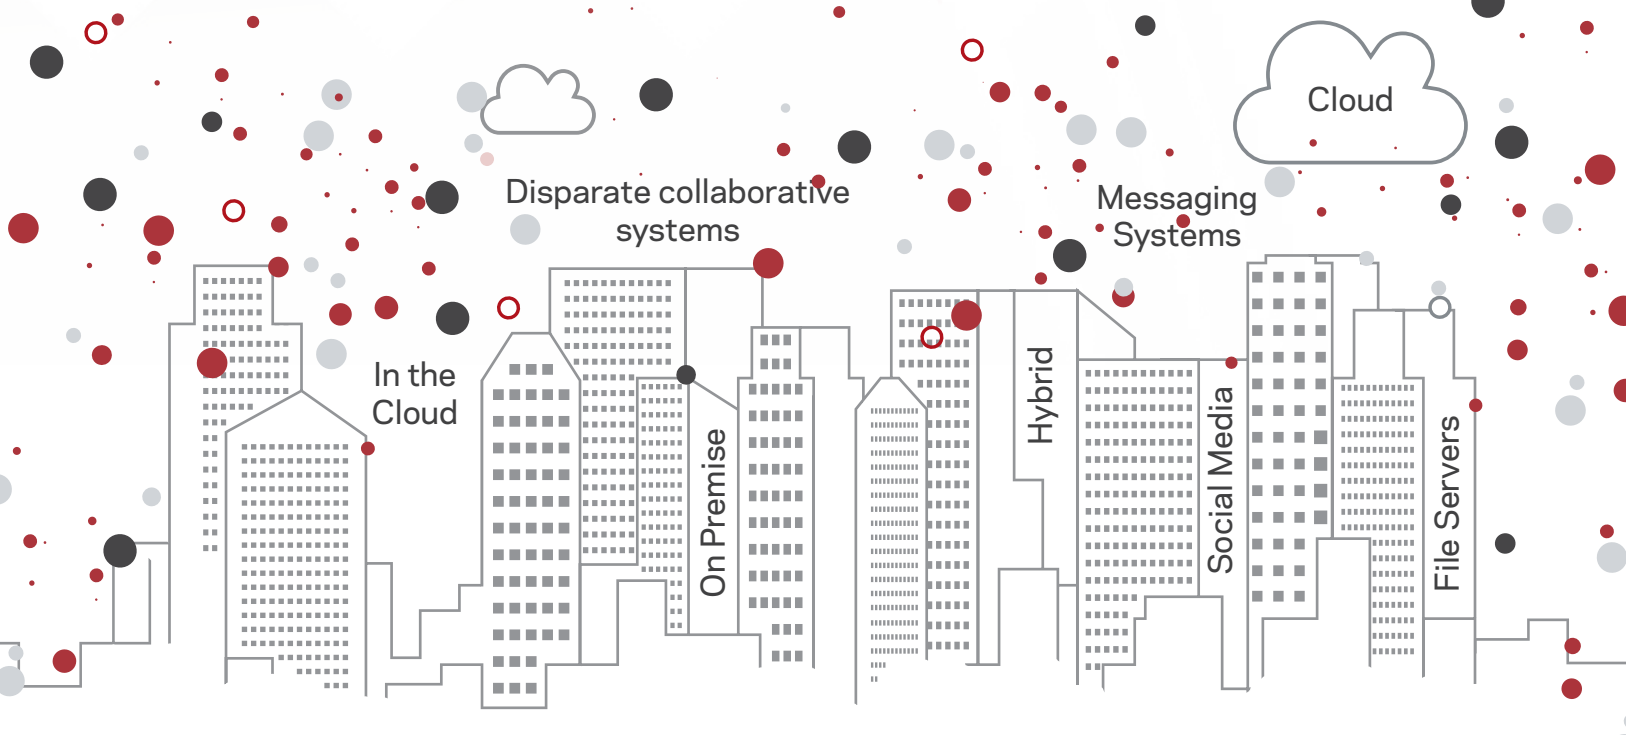 Cloud
Disparate collaborative
systems
Messaging
Systems
In the
Cloud
On Premise
Hybrid
Social Media
File Servers